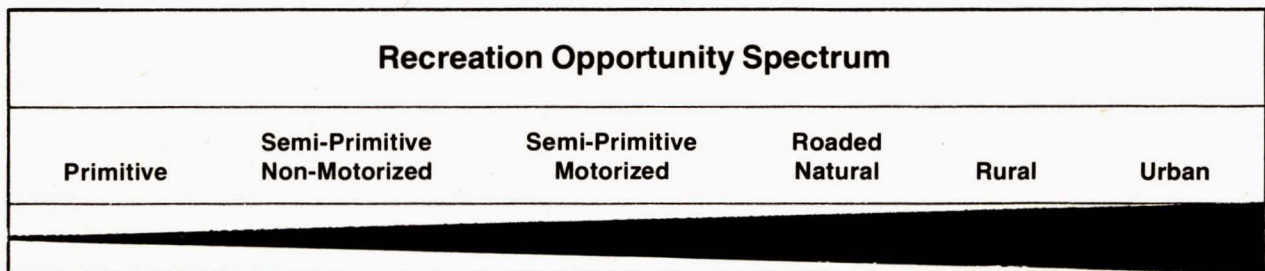 Recreation Opportunity Spectrum
Primitive
Semi-Primitive
Non-Motorized
Semi-Primitive
Motorized
Roaded
Natural
Rural
Urban